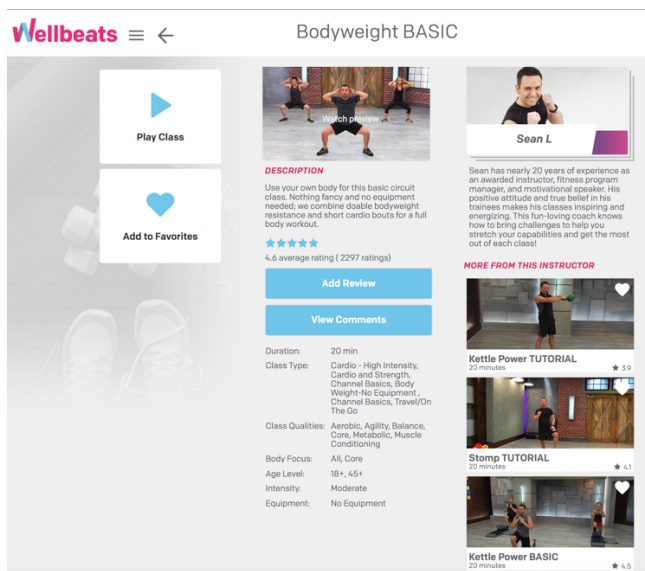 Wellbeats
Bodyweight BASIC
Play Class
Add to Favorites
Watch preview
DESCRIPTION
Use your own body for this basic circuit
class. Nothing fancy and no equipment
needed; we combine doable bodyweight
resistance and short cardio bouts for a full
body workout.
4.6 average rating ( 2297 ratings)
Add Review
View Comments
Duration: 20 min
Class Type: Cardio - High Intensity,
Cardio and Strength,
Channel Basics, Body
Weight-No Equipment ,
Channel Basics, Travel/On
The Go
Class Qualities: Aerobic, Agility, Balance,
Core, Metabolic, Muscle
Conditioning
Body Focus: All, Core
Age Level: 18+, 45+
Intensity: Moderate
Equipment: No Equipment
Sean L
Sean has nearly 20 years of experience as
an awarded instructor, fitness program
manager, and motivational speaker. His
positive attitude and true belief in his
trainees makes his classes inspiring and
energizing. This fun-loving coach knows
how to bring challenges to help you
stretch your capabilities and get the most
out of each class!
MORE FROM THIS INSTRUCTOR
Kettle Power TUTORIAL
20 minutes 3.9
Stomp TUTORIAL
20 minutes 4.1
Kettle Power BASIC
20 minutes 4.5